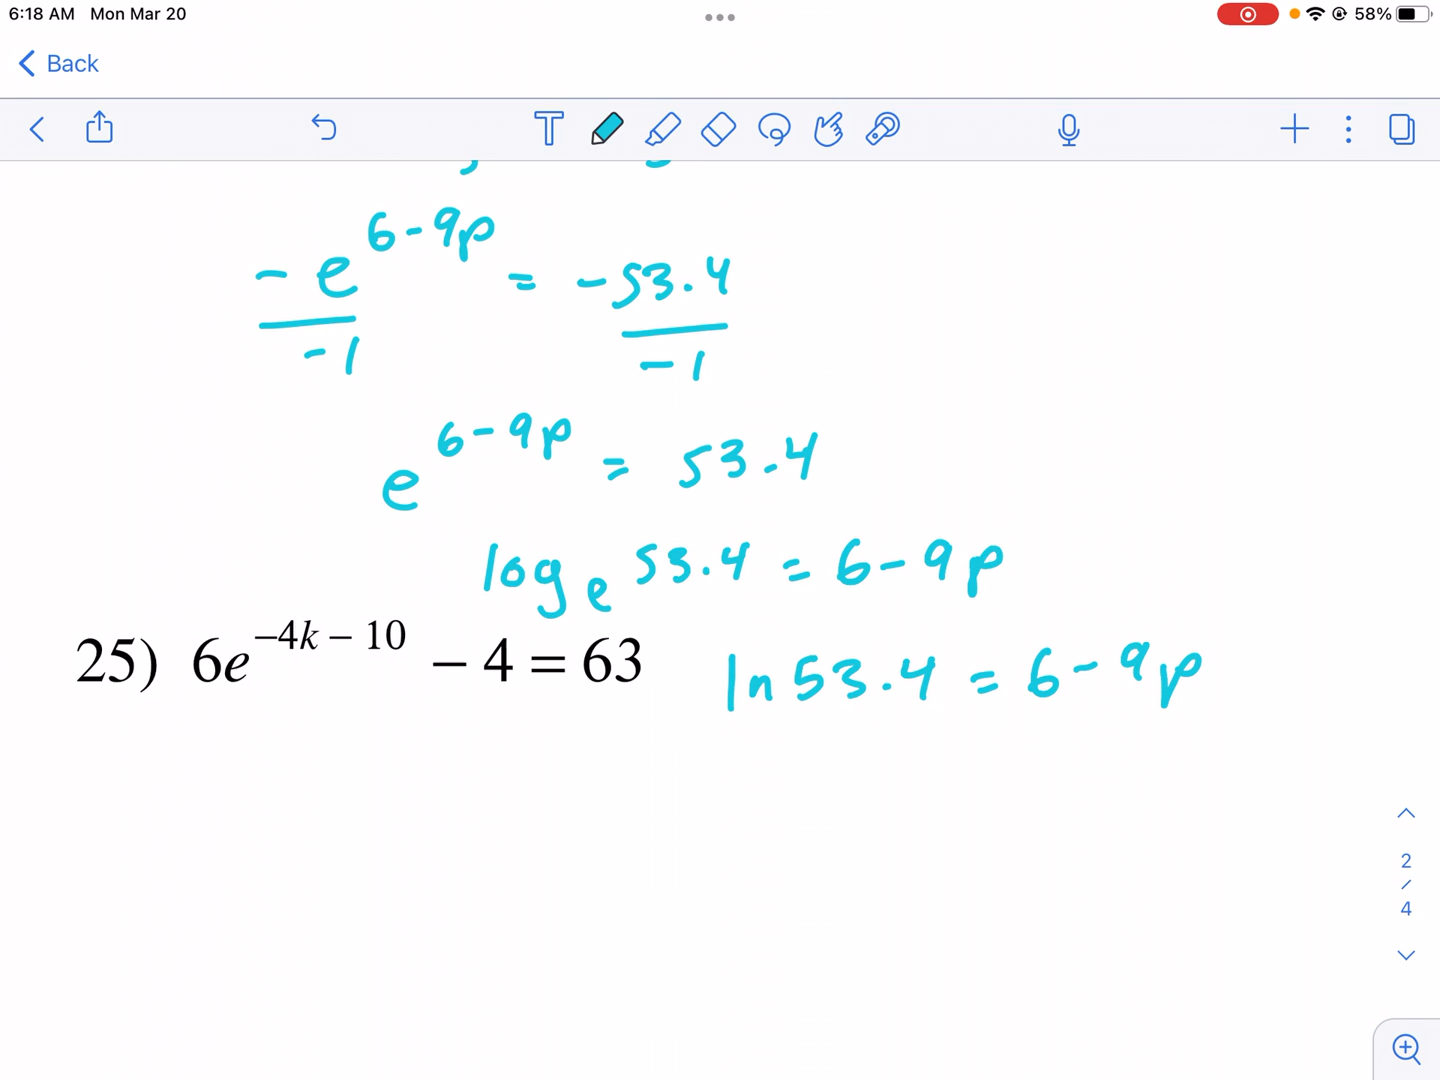 6:18 AM Mon Mar 20
58%
Back
-e^{6-9p} = -53.4
-1 -1
e^{6-9p} = 53.4
log_e 53.4 = 6-9p
25) 6e^{-4k - 10} - 4 = 63
ln 53.4 = 6-9p
2
/
4